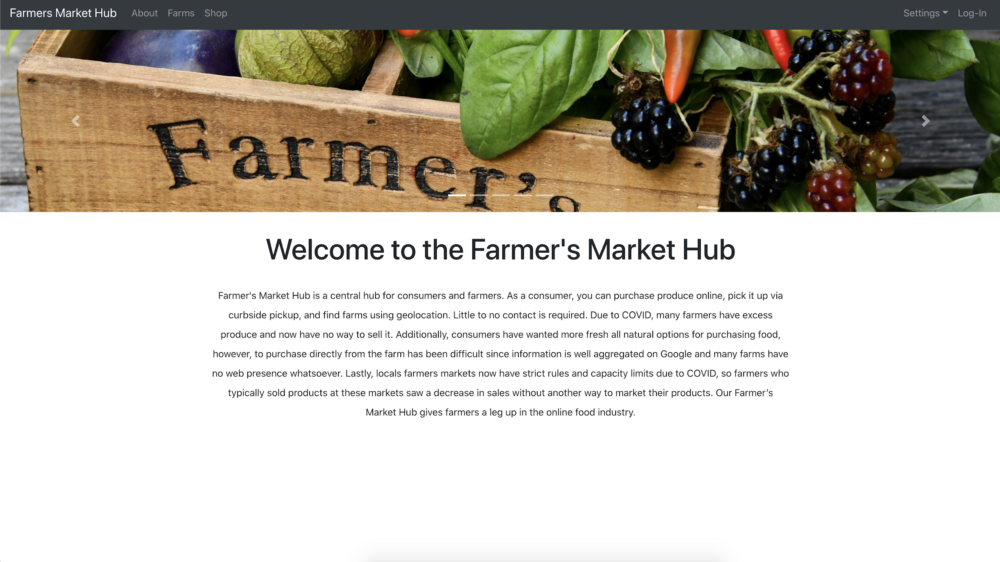 Farmers Market Hub About Farms Shop Settings Log-In
Farmer's
Welcome to the Farmer's Market Hub
Farmer's Market Hub is a central hub for consumers and farmers. As a consumer, you can purchase produce online, pick it up via
curbside pickup, and find farms using geolocation. Little to no contact is required. Due to COVID, many farmers have excess
produce and now have no way to sell it. Additionally, consumers have wanted more fresh all natural options for purchasing food,
however, to purchase directly from the farm has been difficult since information is well aggregated on Google and many farms have
no web presence whatsoever. Lastly, locals farmers markets now have strict rules and capacity limits due to COVID, so farmers who
typically sold products at these markets saw a decrease in sales without another way to market their products. Our Farmer’s
Market Hub gives farmers a leg up in the online food industry.